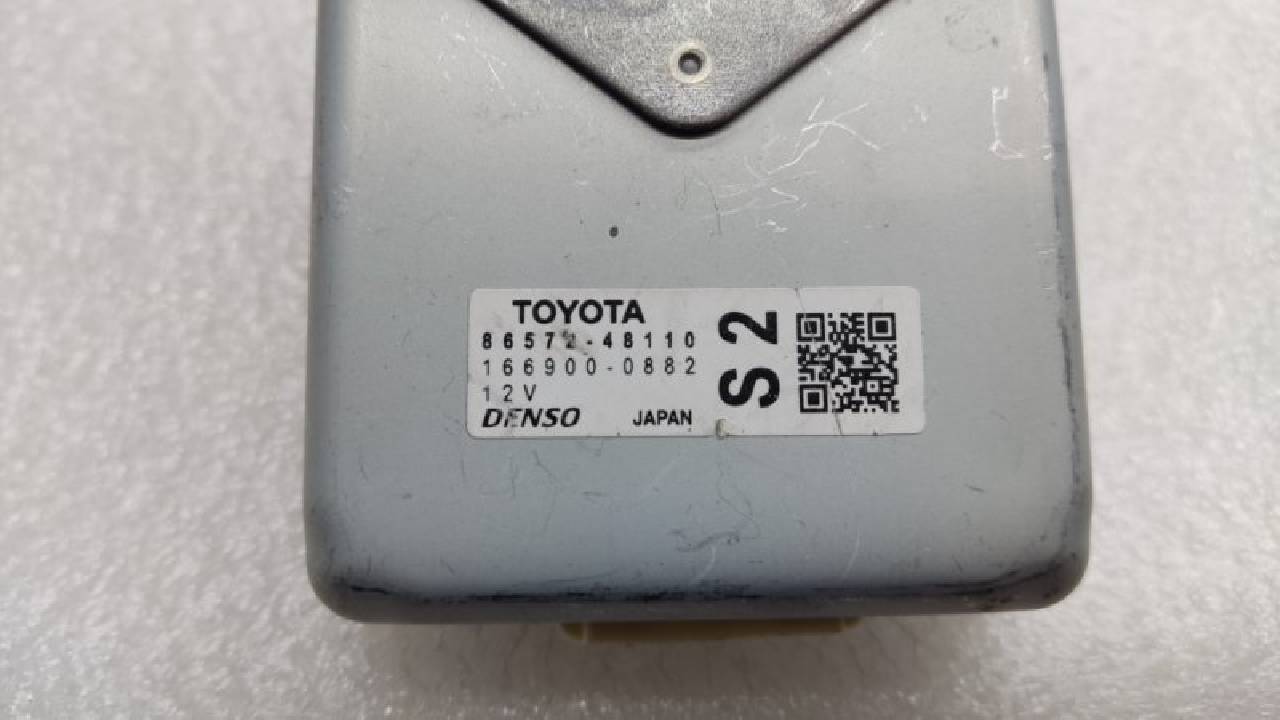 TOYOTA
86572-48110
166900-0882
12V
DENSO JAPAN
S2